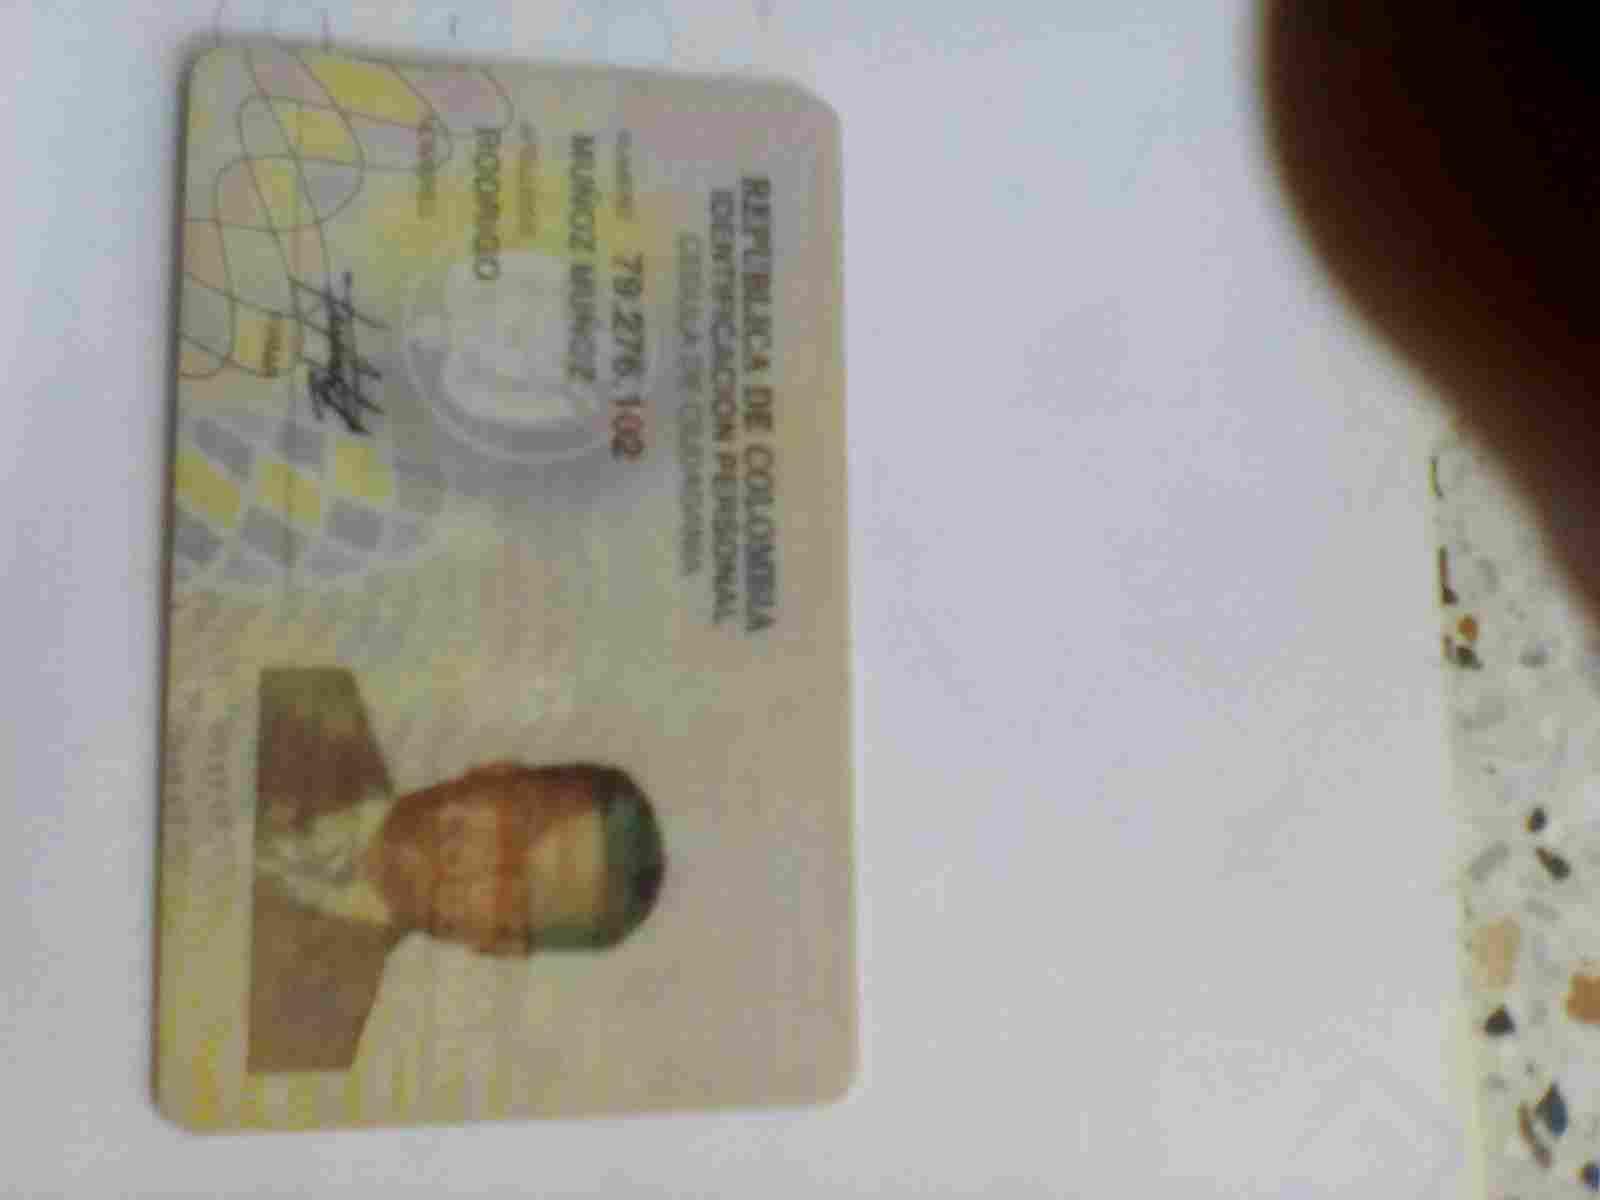 REPUBLICA DE COLOMBIA
IDENTIFICACION PERSONAL
CEDULA DE CIUDADANIA
NUMERO 79.276.102
MUÑOZ MUÑOZ
APELLIDOS
RODRIGO
NOMBRES
FIRMA